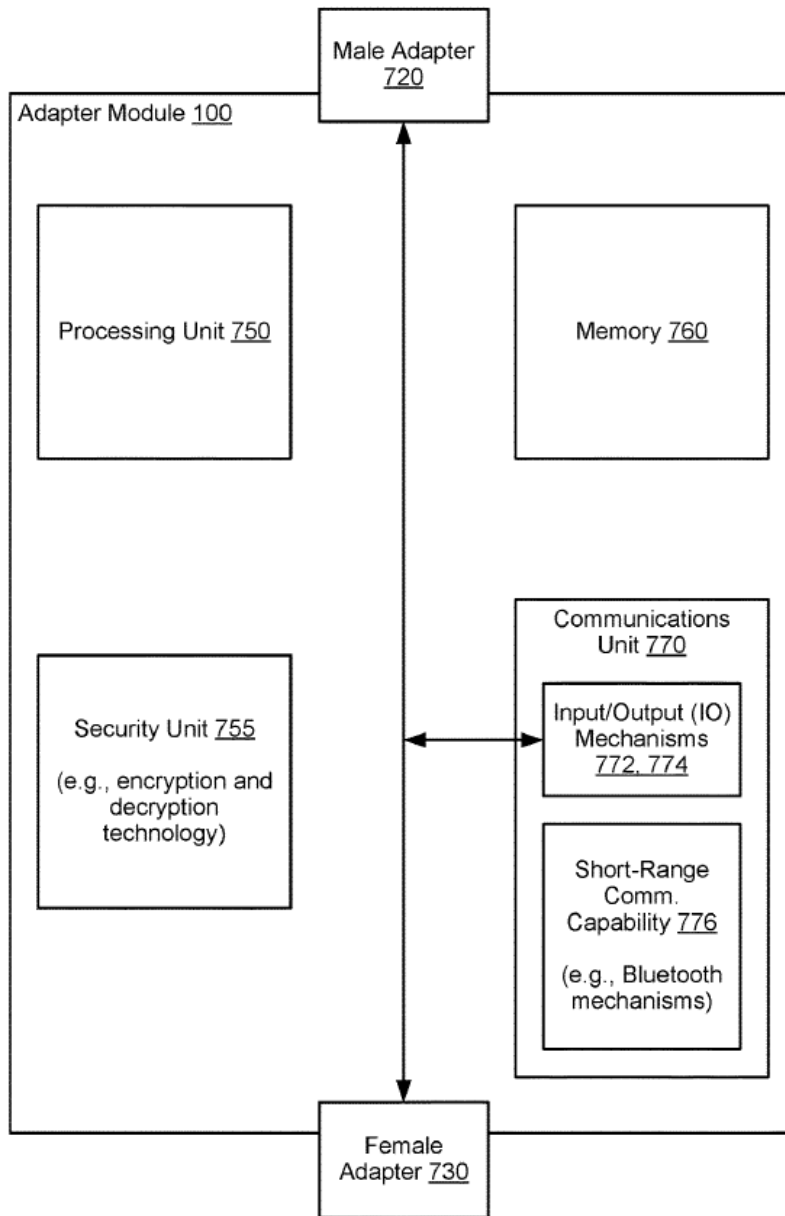 Male Adapter
720
Adapter Module 100
Processing Unit 750
Memory 760
Security Unit 755
(e.g., encryption and
decryption
technology)
Communications
Unit 770
Input/Output (IO)
Mechanisms
772, 774
Short-Range
Comm.
Capability 776
(e.g., Bluetooth
mechanisms)
Female
Adapter 730